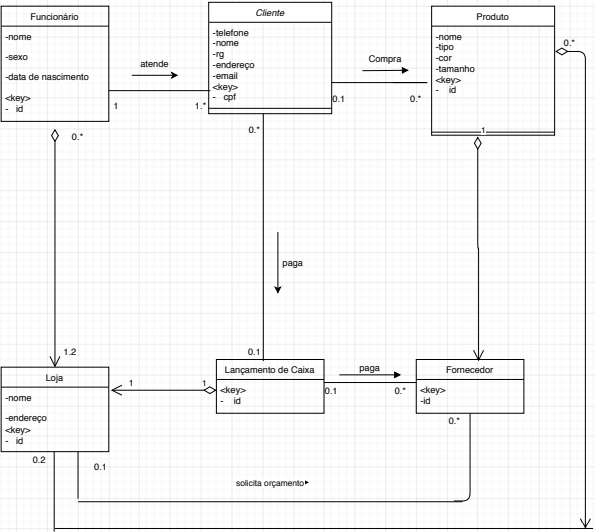 Funcionário
-nome
-sexo
-data de nascimento
<key>
- id
atende
1
1.*
Cliente
-telefone
-nome
-rg
-endereço
-email
<key>
- cpf
Compra
0.1
0.*
Produto
-nome
-tipo
-cor
-tamanho
<key>
- id
1
0.*
0.*
0.*
paga
1.2
0.1
Loja
-nome
-endereço
<key>
- id
1
1
Lançamento de Caixa
<key>
- id
paga
0.1
0.*
Fornecedor
<key>
-id
0.*
0.2
0.1
solicita orçamento